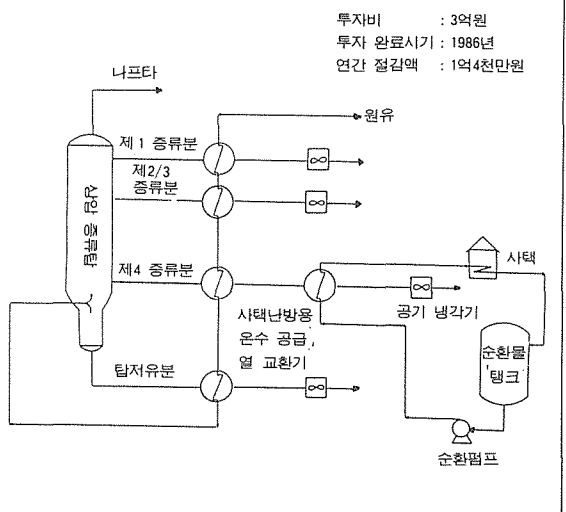 투자비 : 3억원
투자 완료시기 : 1986년
연간 절감액 : 1억4천만원
나프타
원유
제1 증류분
제2/3
증류분
상압 증류탑
제4 증류분
사택
사택난방용
온수 공급
열 교환기
공기 냉각기
순환물
탱크
탑저유분
순환펌프